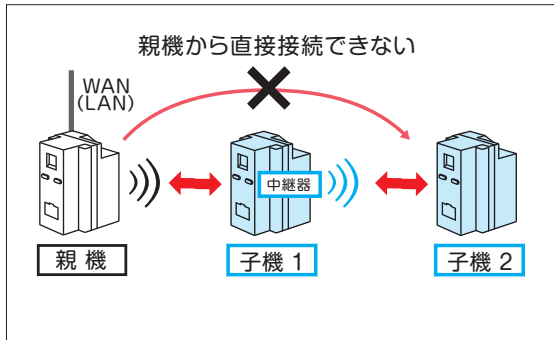 親機から直接接続できない
WAN
(LAN)
中継器
親 機
子機 1
子機 2